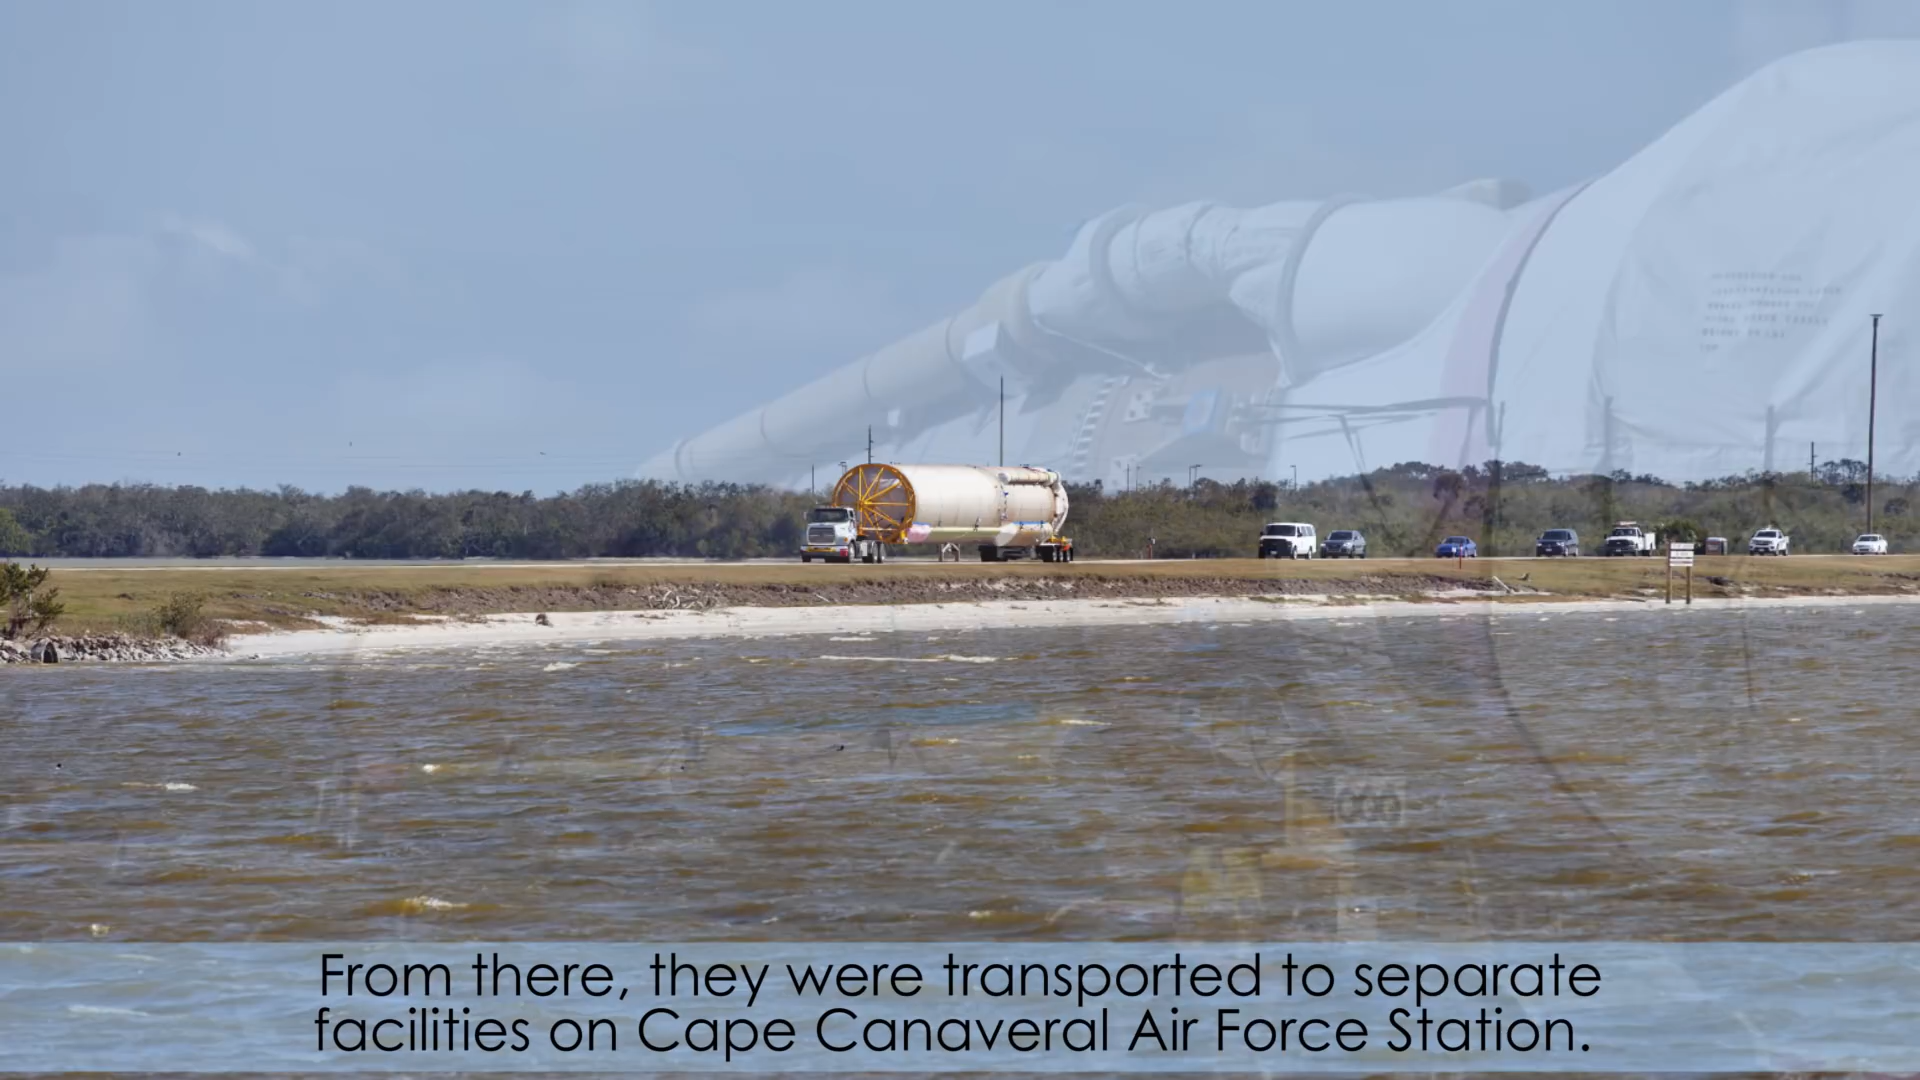 From there, they were transported to separate
facilities on Cape Canaveral Air Force Station.